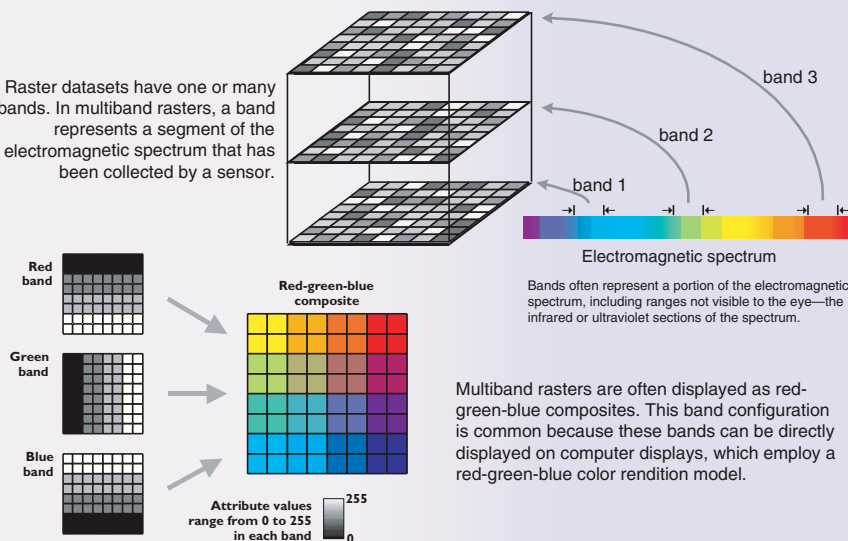 Raster datasets have one or many
bands. In multiband rasters, a band
represents a segment of the
electromagnetic spectrum that has
been collected by a sensor.
band 3
band 2
band 1
Electromagnetic spectrum
Bands often represent a portion of the electromagnetic
spectrum, including ranges not visible to the eye—the
infrared or ultraviolet sections of the spectrum.
Red
band
Green
band
Blue
band
Red-green-blue
composite
Attribute values
range from 0 to 255
in each band
255
0
Multiband rasters are often displayed as red-
green-blue composites. This band configuration
is common because these bands can be directly
displayed on computer displays, which employ a
red-green-blue color rendition model.